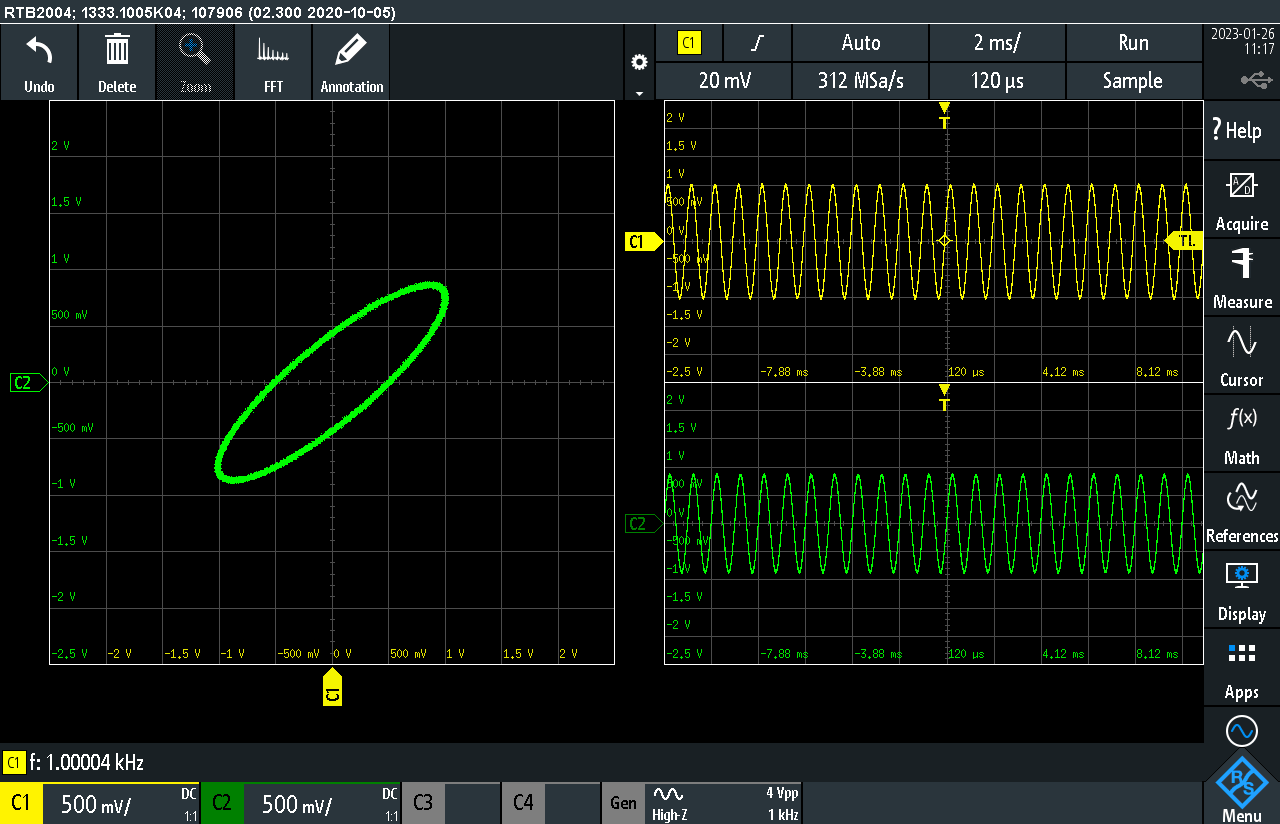 RTB2004; 1333.1005K04; 107906 (02.300 2020-10-05)
Undo
Delete
Zoom
FFT
Annotation
C1
Auto
2 ms/
Run
20 mV
312 MSa/s
120 µs
Sample
2023-01-26
11:17
2 V
1.5 V
1 V
500 mV
0 V
-500 mV
-1 V
-1.5 V
-2 V
-2.5 V
-2 V
-1.5 V
-1 V
-500 mV
0 V
500 mV
1 V
1.5 V
2 V
C2
C1
T
2 V
1.5 V
1 V
500 mV
0 V
-500 mV
-1 V
-1.5 V
-2 V
-2.5 V
-7.88 ms
-3.88 ms
120 µs
4.12 ms
8.12 ms
C1
TL
T
2 V
1.5 V
1 V
500 mV
0 V
-500 mV
-1 V
-1.5 V
-2 V
-2.5 V
-7.88 ms
-3.88 ms
120 µs
4.12 ms
8.12 ms
C2
? Help
A/D
Acquire
Measure
Cursor
f(x)
Math
References
Display
Apps
R&S
Menu
C1 f: 1.00004 kHz
C1
500 mV/
DC
1:1
C2
500 mV/
DC
1:1
C3
C4
Gen
High-Z
4 Vpp
1 kHz